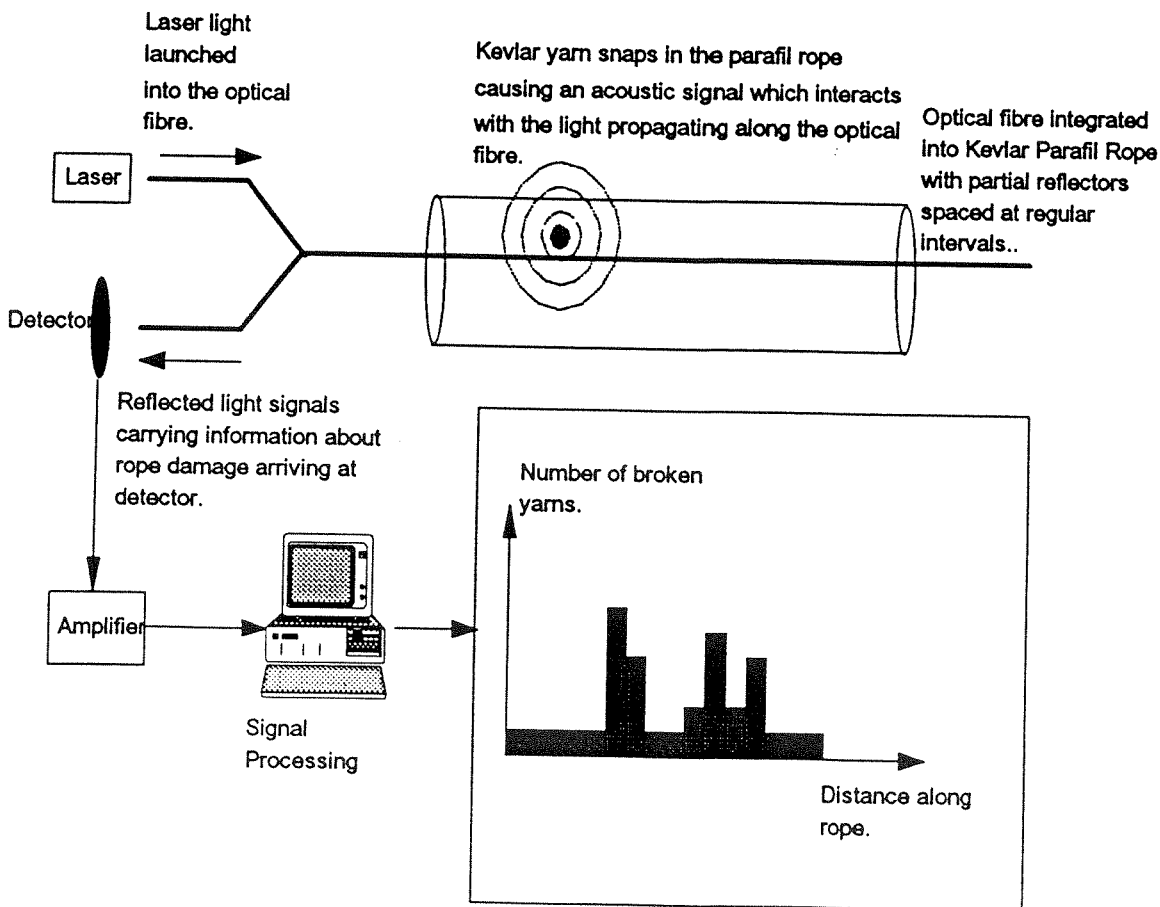 Laser light
launched
into the optical
fibre.
Kevlar yarn snaps in the parafil rope
causing an acoustic signal which interacts
with the light propagating along the optical
fibre.
Optical fibre integrated
into Kevlar Parafil Rope
with partial reflectors
spaced at regular
intervals..
Laser
Detector
Reflected light signals
carrying information about
rope damage arriving at
detector.
Number of broken
yarns.
Amplifier
Signal
Processing
Distance along
rope.